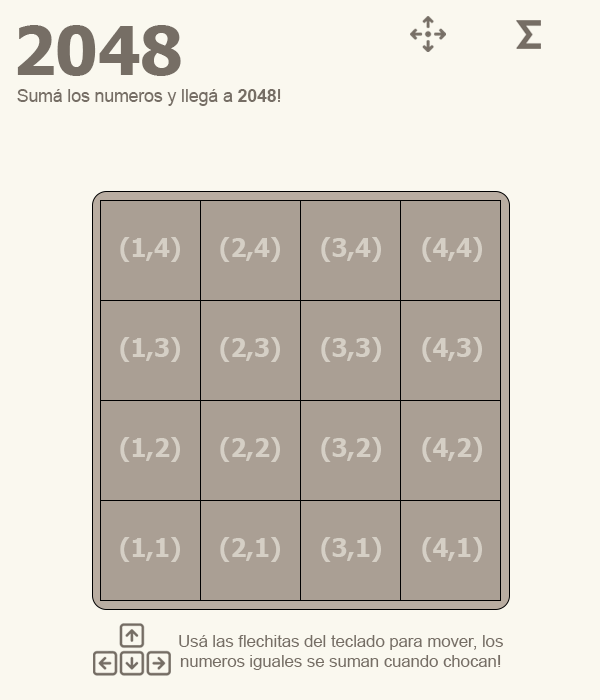 2048
Σ
Sumá los numeros y llegá a 2048!
(1,4) (2,4) (3,4) (4,4)
(1,3) (2,3) (3,3) (4,3)
(1,2) (2,2) (3,2) (4,2)
(1,1) (2,1) (3,1) (4,1)
Usá las flechitas del teclado para mover, los
numeros iguales se suman cuando chocan!